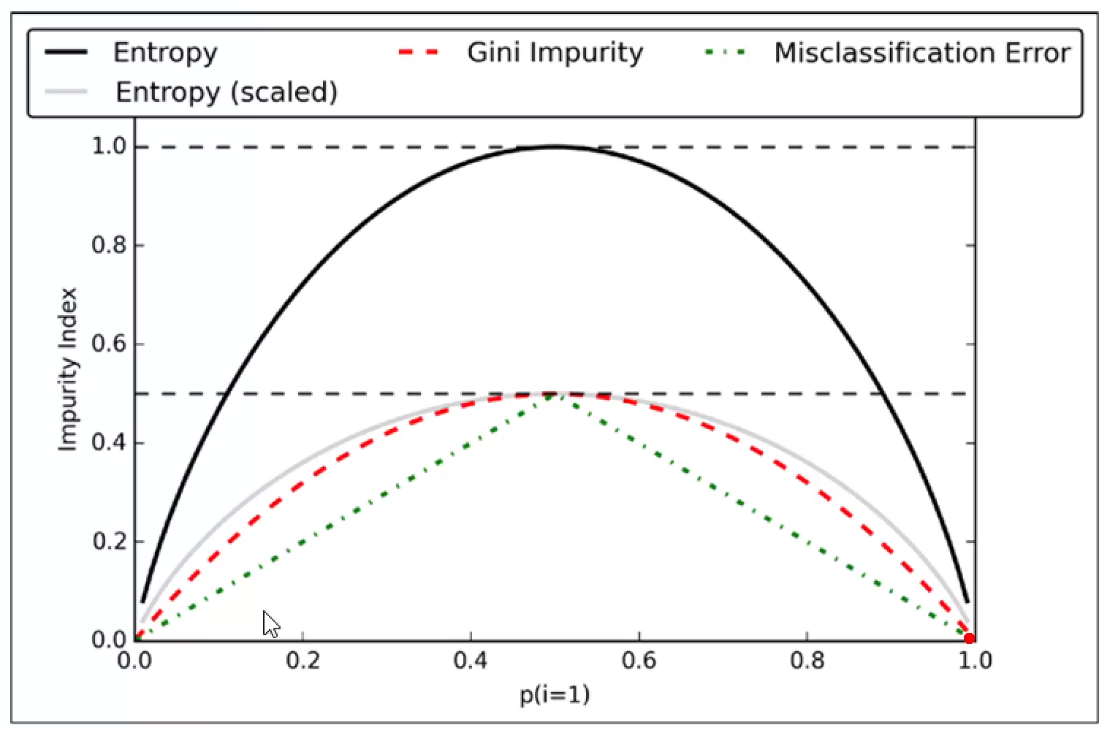 Entropy Gini Impurity Misclassification Error
Entropy (scaled)
1.0
0.8
0.6
0.4
0.2
0.0
Impurity Index
0.0 0.2 0.4 0.6 0.8 1.0
p(i=1)